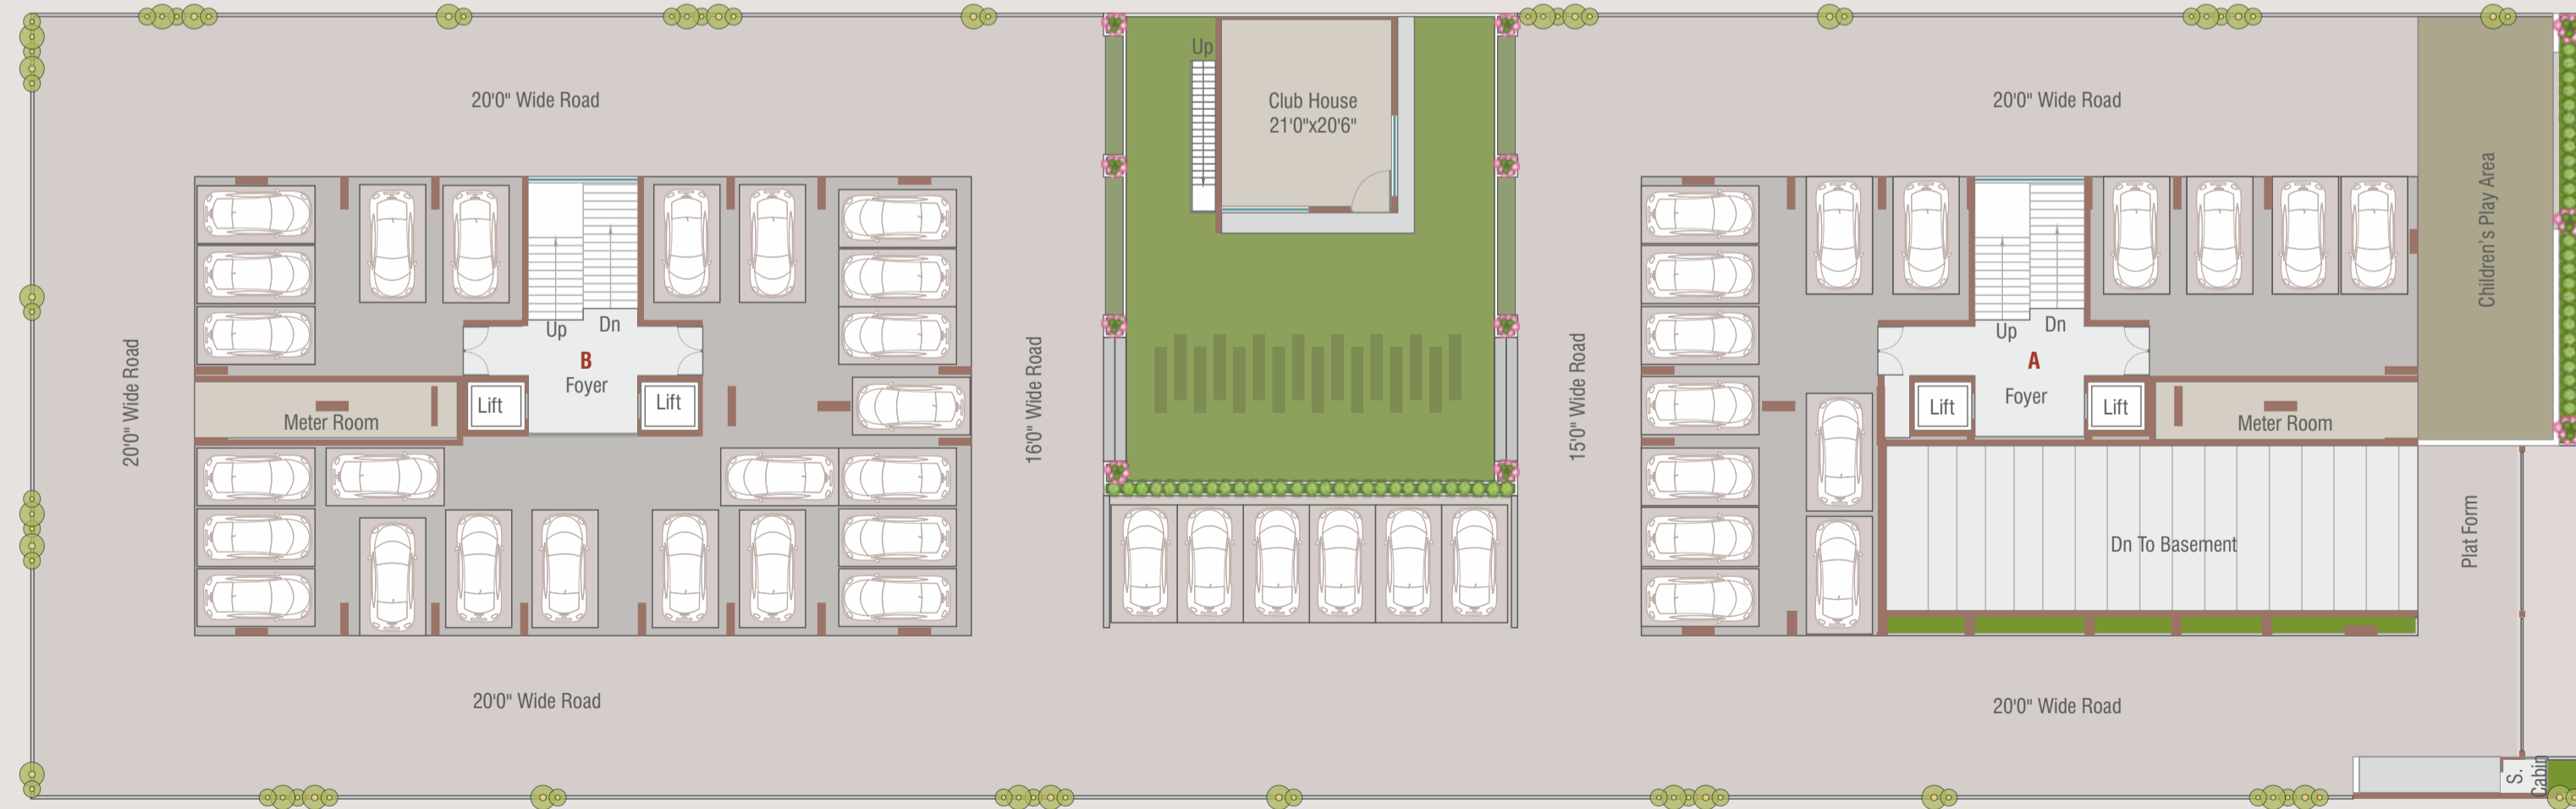 Up
20'0" Wide Road
Club House
21'0"x20'6"
20'0" Wide Road
Children's Play Area
Up
Dn
B
Foyer
Lift
Lift
Meter Room
20'0" Wide Road
16'0" Wide Road
15'0" Wide Road
Up
Dn
A
Foyer
Lift
Lift
Meter Room
Dn To Basement
Plat Form
20'0" Wide Road
20'0" Wide Road
S.
Cabin